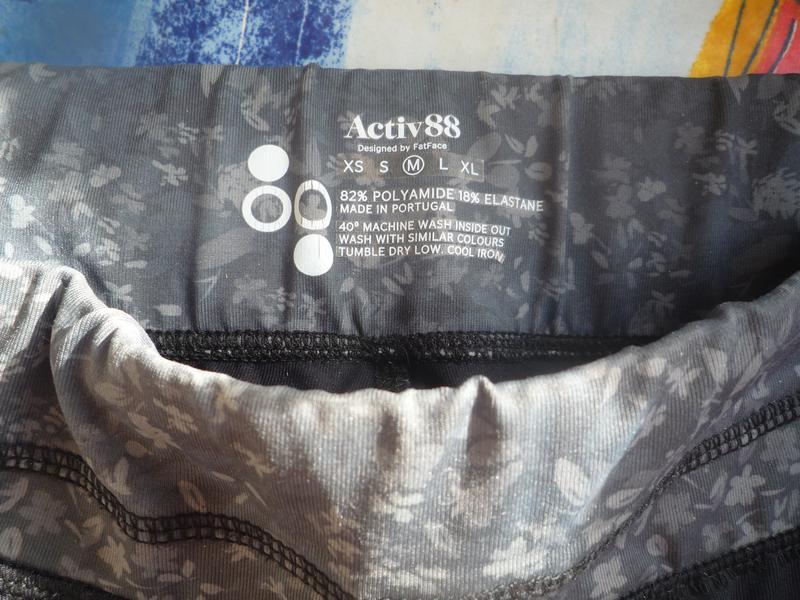 Activ88
Designed by FatFace
XS S M L XL
82% POLYAMIDE 18% ELASTANE
MADE IN PORTUGAL
40° MACHINE WASH INSIDE OUT
WASH WITH SIMILAR COLOURS
TUMBLE DRY LOW. COOL IRON